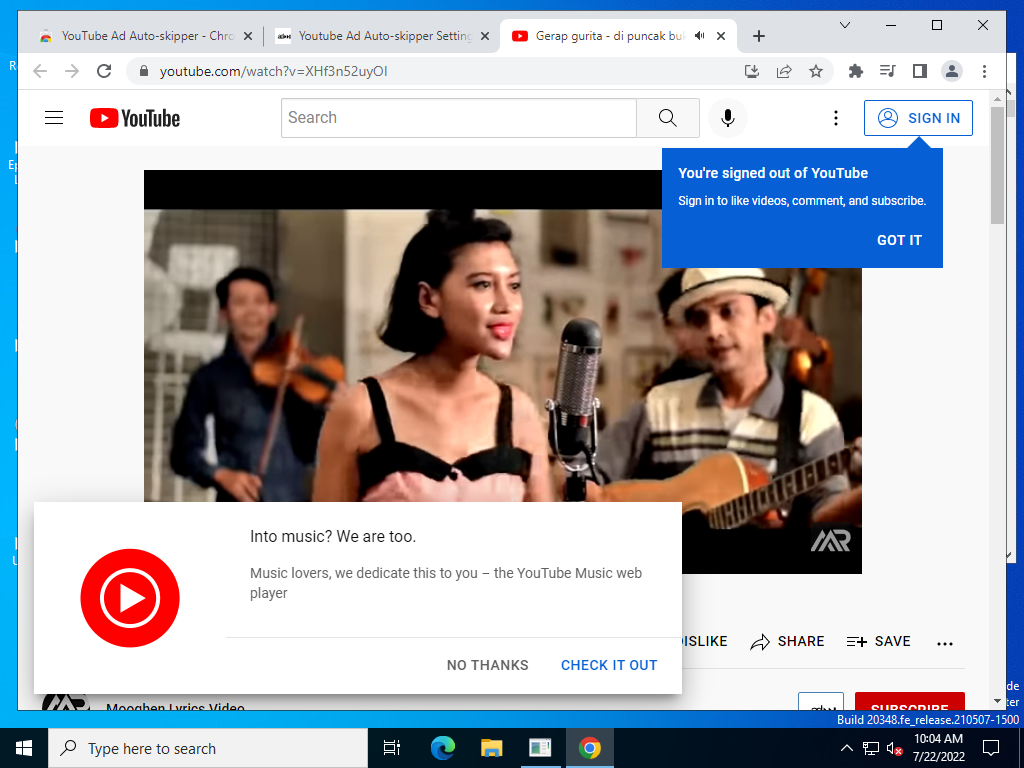 YouTube Ad Auto-skipper - Chro
Youtube Ad Auto-skipper Setting
Gerap gurita - di puncak buk
youtube.com/watch?v=XHf3n52uyOI
YouTube
Search
SIGN IN
You're signed out of YouTube
Sign in to like videos, comment, and subscribe.
GOT IT
MR
Into music? We are too.
Music lovers, we dedicate this to you – the YouTube Music web
player
NO THANKS
CHECK IT OUT
DISLIKE
SHARE
SAVE
Mooghen Lyrics Video
SUBSCRIBE
Build 20348.fe_release.210507-1500
Type here to search
10:04 AM
7/22/2022